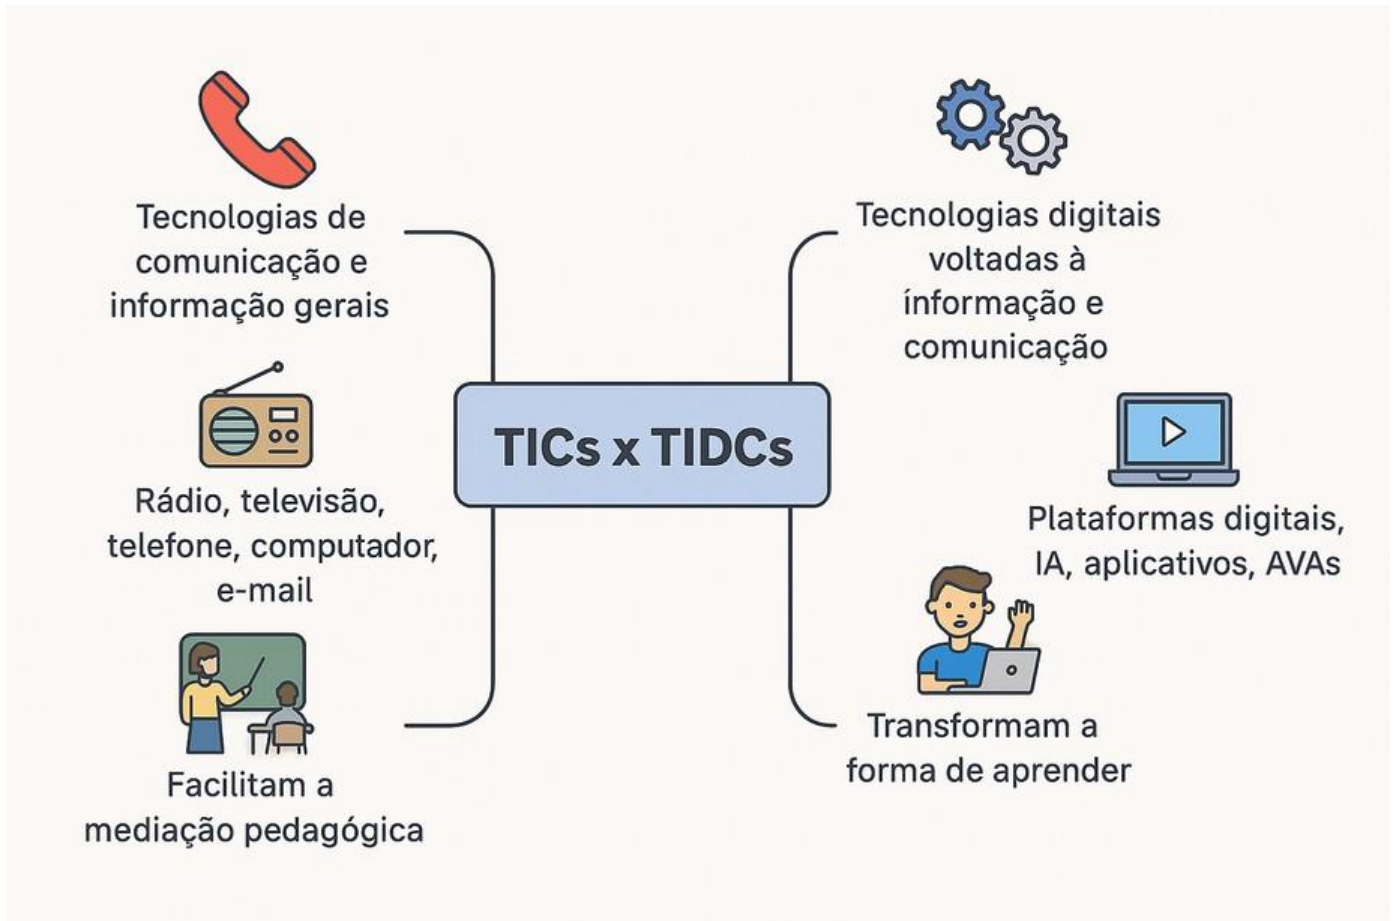 Tecnologias de
comunicação e
informação gerais
Rádio, televisão,
telefone, computador,
e-mail
Facilitam a
mediação pedagógica
TICs x TIDCs
Tecnologias digitais
voltadas à
ínformação e
comunicação
Plataformas digitais,
IA, aplicativos, AVAs
Transformam a
forma de aprender